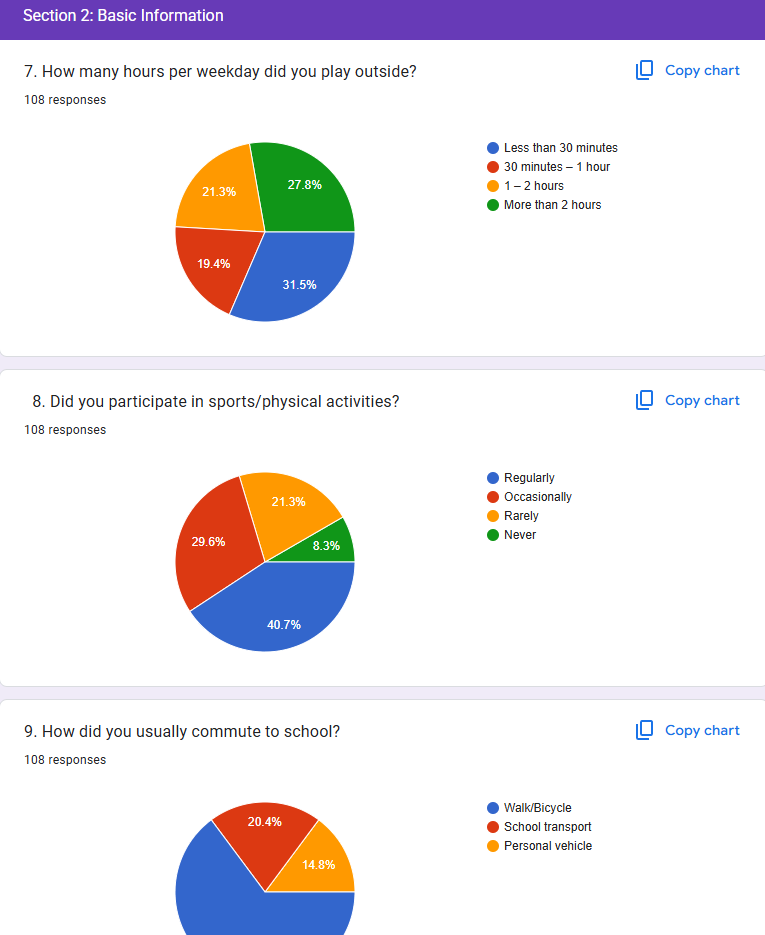 Section 2: Basic Information
7. How many hours per weekday did you play outside?
Copy chart
108 responses
27.8%
21.3%
19.4%
31.5%
Less than 30 minutes
30 minutes – 1 hour
1 – 2 hours
More than 2 hours
8. Did you participate in sports/physical activities?
Copy chart
108 responses
21.3%
29.6%
8.3%
40.7%
Regularly
Occasionally
Rarely
Never
9. How did you usually commute to school?
Copy chart
108 responses
20.4%
14.8%
Walk/Bicycle
School transport
Personal vehicle